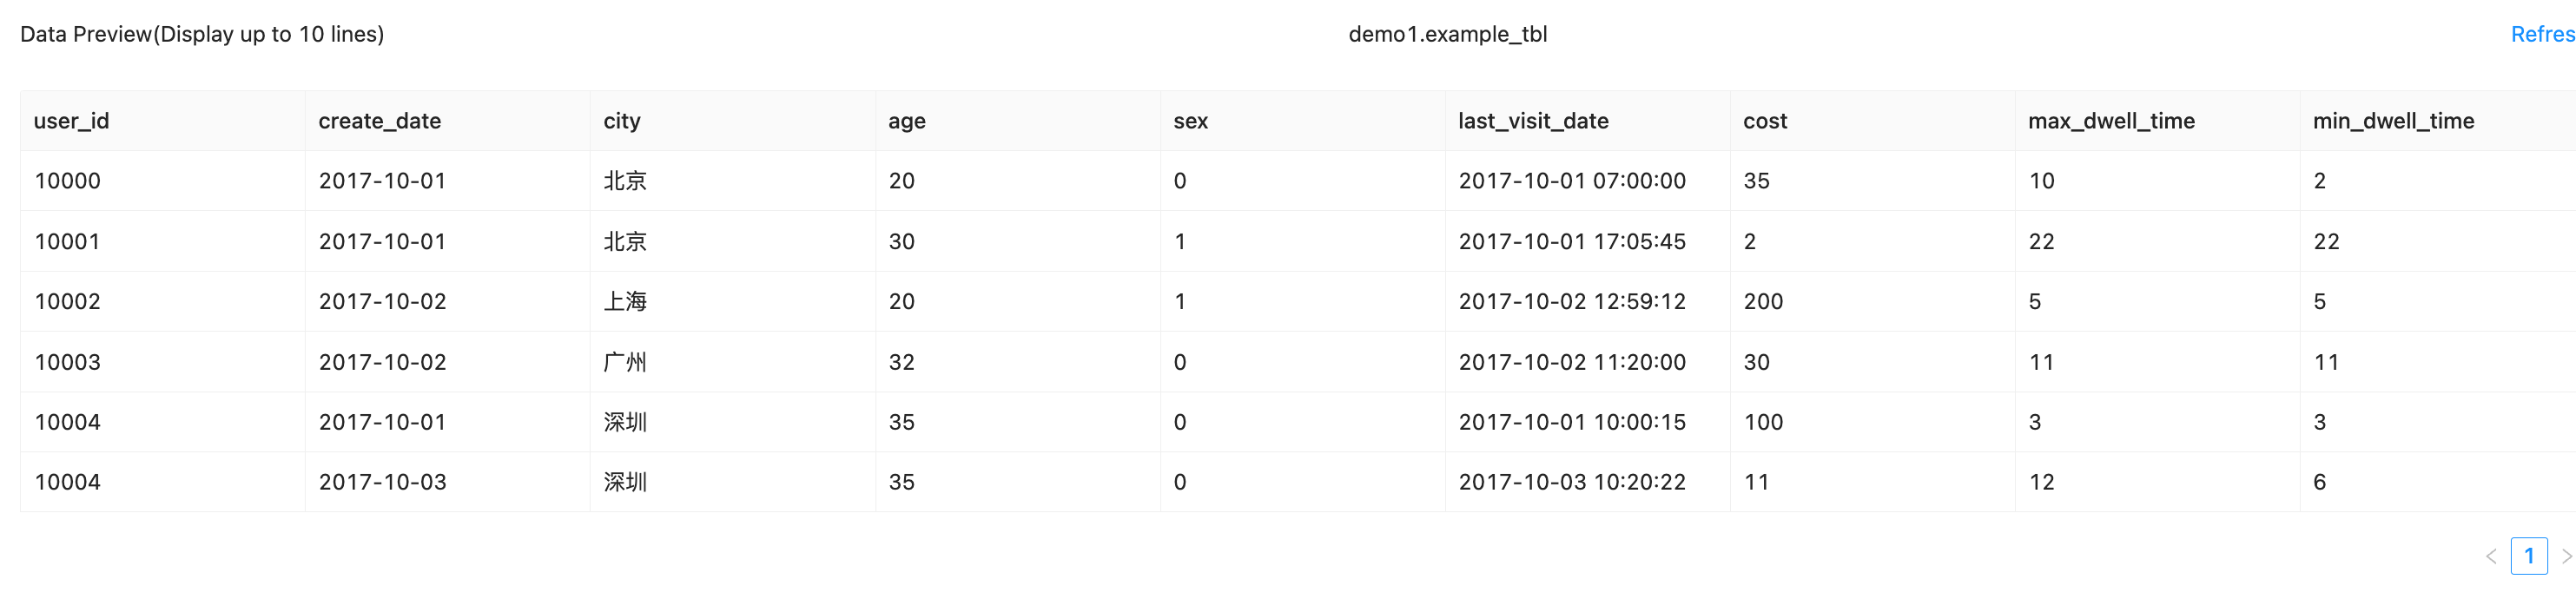 Data Preview(Display up to 10 lines) demo1.example_tbl Refres
user_id create_date city age sex last_visit_date cost max_dwell_time min_dwell_time
10000 2017-10-01 北京 20 0 2017-10-01 07:00:00 35 10 2
10001 2017-10-01 北京 30 1 2017-10-01 17:05:45 2 22 22
10002 2017-10-02 上海 20 1 2017-10-02 12:59:12 200 5 5
10003 2017-10-02 广州 32 0 2017-10-02 11:20:00 30 11 11
10004 2017-10-01 深圳 35 0 2017-10-01 10:00:15 100 3 3
10004 2017-10-03 深圳 35 0 2017-10-03 10:20:22 11 12 6
1